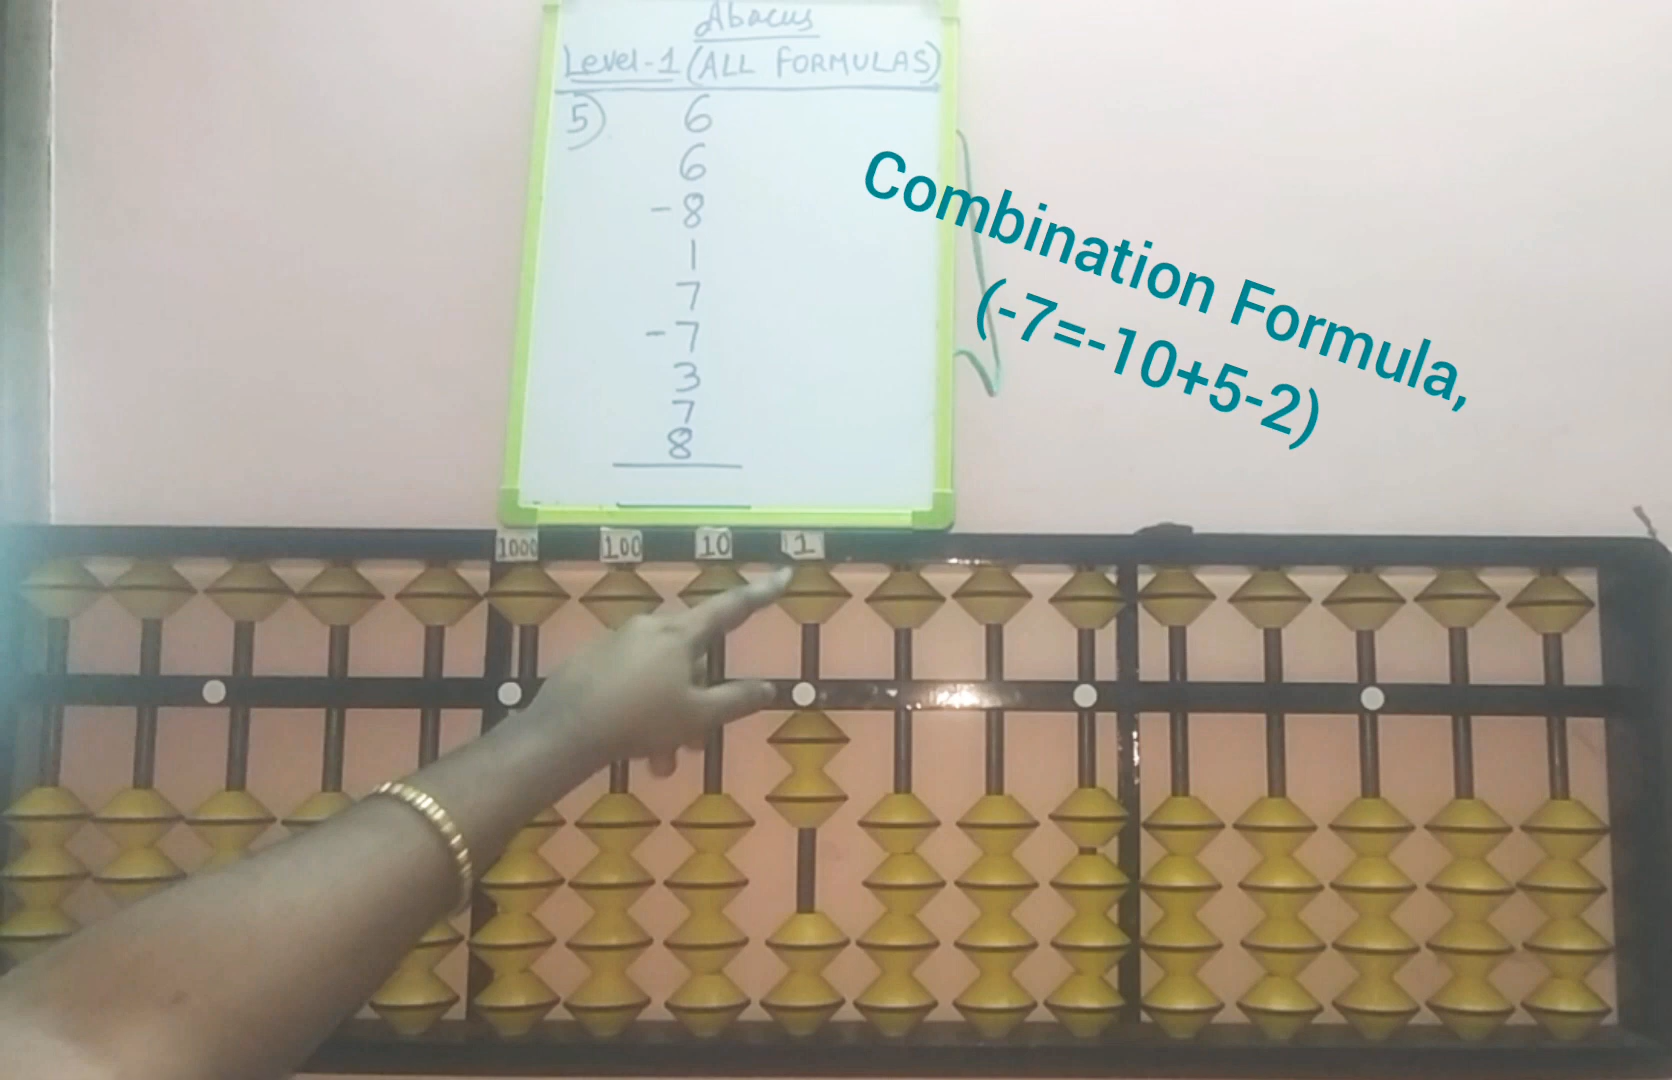 Abacus
Level-1 (ALL FORMULAS)
5) 6
6
-8
1
7
-7
3
7
8
Combination Formula,
(-7=-10+5-2)
1000 100 10 1